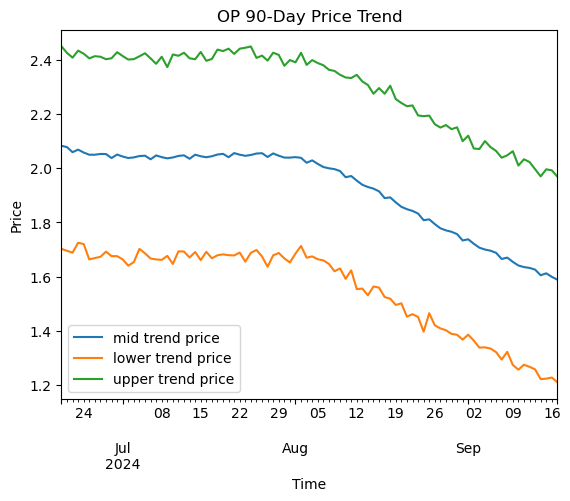 OP 90-Day Price Trend
Price
2.4
2.2
2.0
1.8
1.6
1.4
1.2
mid trend price
lower trend price
upper trend price
24 08 15 22 29 05 12 19 26 02 09 16
Jul Aug Sep
2024
Time